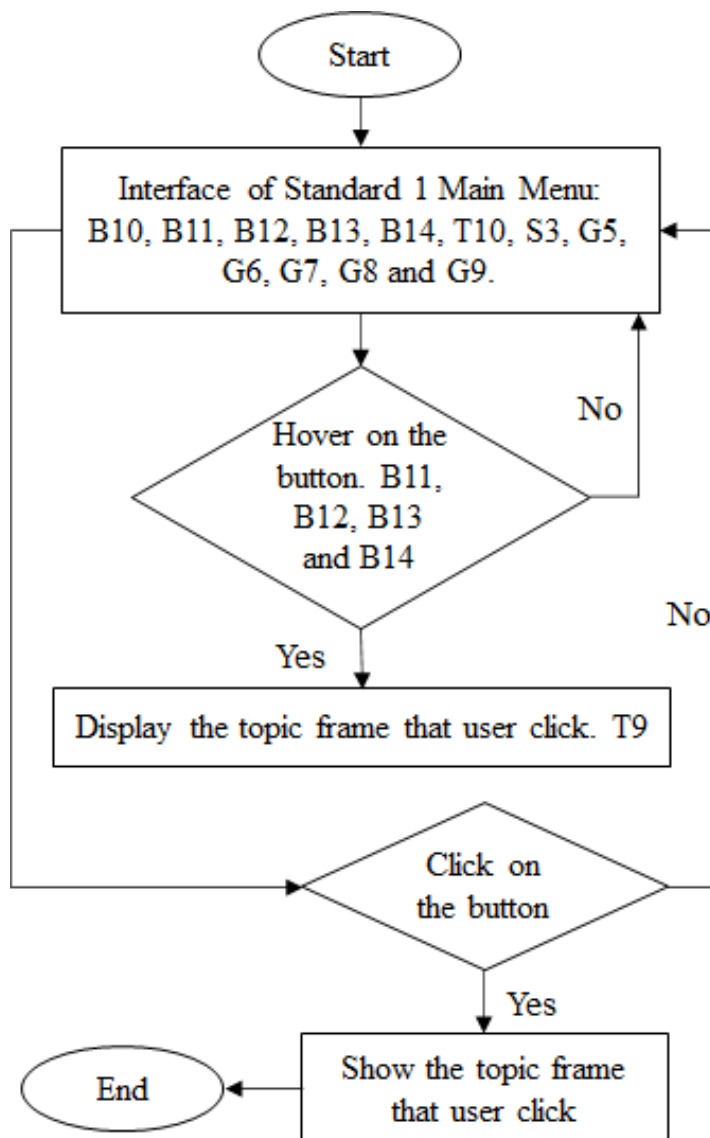 Start
Interface of Standard 1 Main Menu:
B10, B11, B12, B13, B14, T10, S3, G5,
G6, G7, G8 and G9.
No
Hover on the
button. B11,
B12, B13
and B14
No
Yes
Display the topic frame that user click. T9
Click on
the button
Yes
Show the topic frame
that user click
End